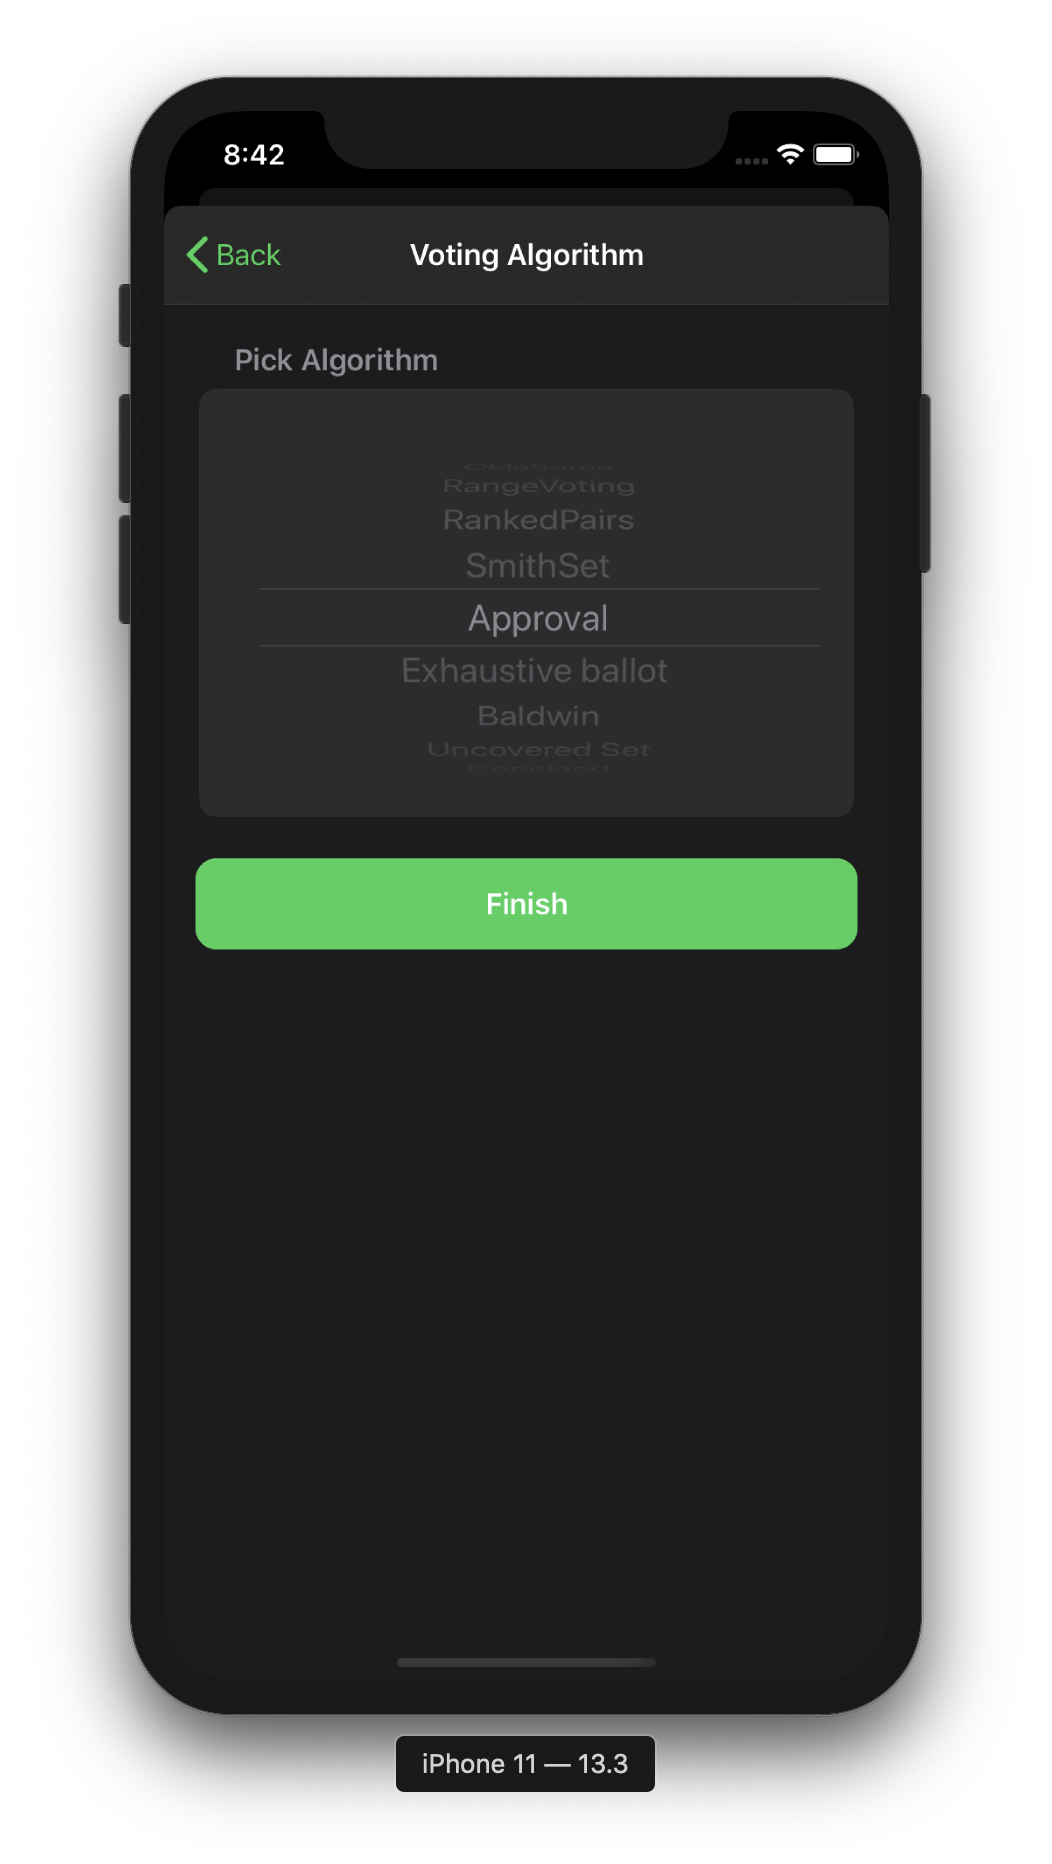 8:42
Back
Voting Algorithm
Pick Algorithm
Oklahoma
RangeVoting
RankedPairs
SmithSet
Approval
Exhaustive ballot
Baldwin
Uncovered Set
Copeland
Finish
iPhone 11 — 13.3